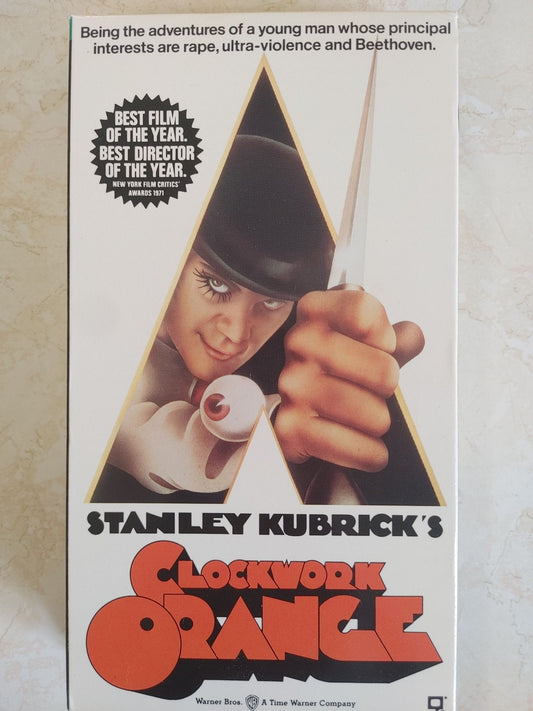 Being the adventures of a young man whose principal
interests are rape, ultra-violence and Beethoven.
BEST FILM
OF THE YEAR.
BEST DIRECTOR
OF THE YEAR.
NEW YORK FILM CRITICS'
AWARDS 1971
STANLEY KUBRICK'S
CLOCKWORK
ORANGE
Warner Bros. WB A Time Warner Company